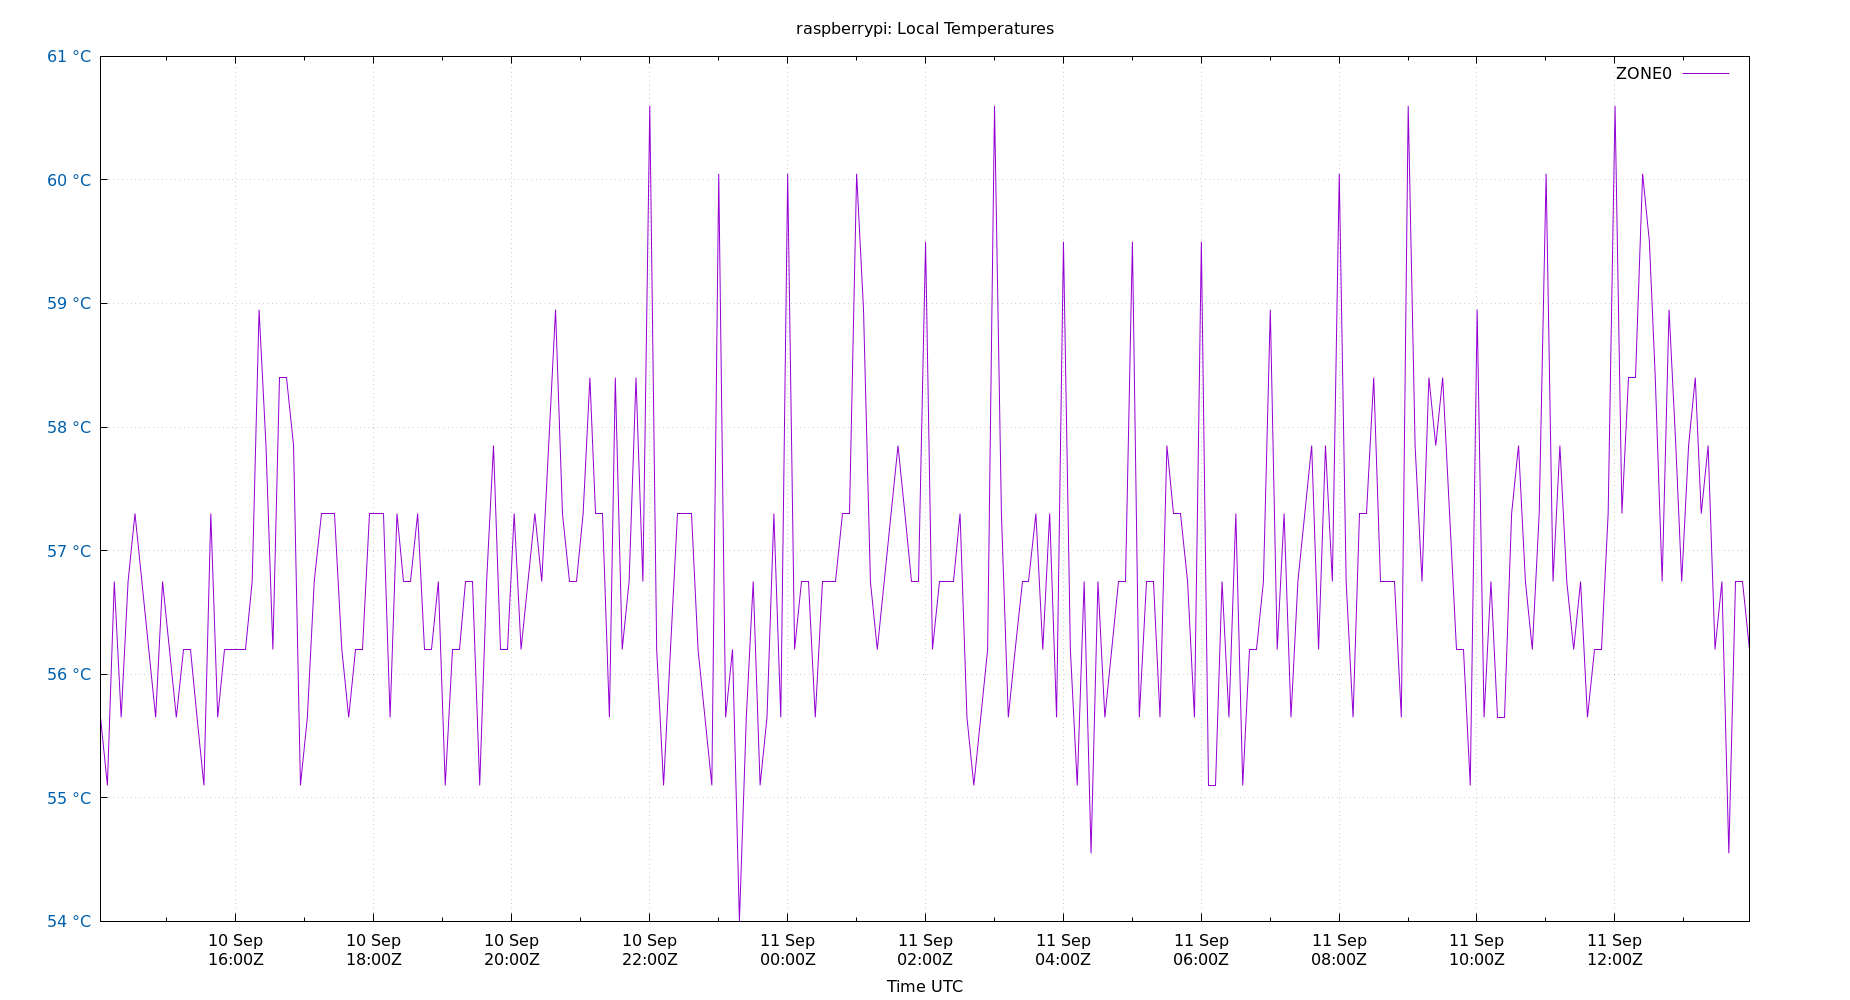 raspberrypi: Local Temperatures
61 °C
ZONE0
60 °C
59 °C
58 °C
57 °C
56 °C
55 °C
54 °C
10 Sep 10 Sep 10 Sep 10 Sep 11 Sep 11 Sep 11 Sep 11 Sep 11 Sep 11 Sep 11 Sep
16:00Z 18:00Z 20:00Z 22:00Z 00:00Z 02:00Z 04:00Z 06:00Z 08:00Z 10:00Z 12:00Z
Time UTC